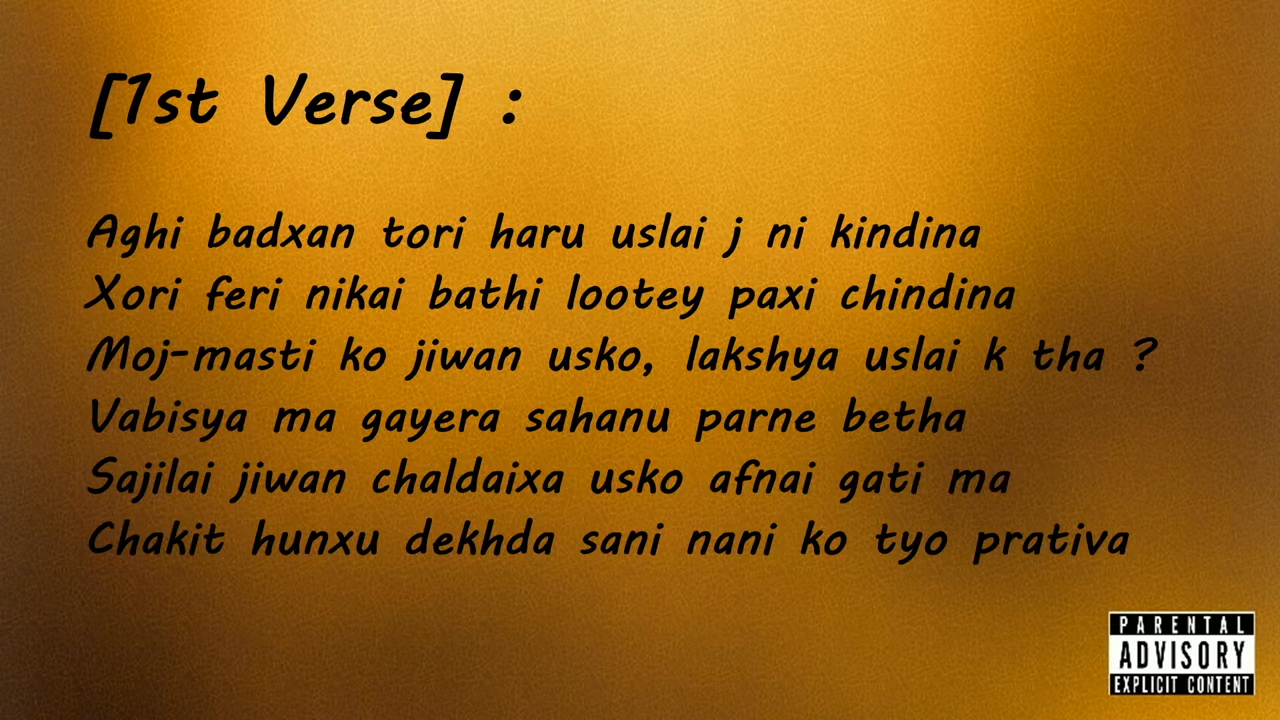 [1st Verse] :
Aghi badxan tori haru uslai j ni kindina
Xori feri nikai bathi lootey paxi chindina
Moj-masti ko jiwan usko, lakshya uslai k tha ?
Vabisya ma gayera sahanu parne betha
Sajilai jiwan chaldaixa usko afnai gati ma
Chakit hunxu dekhda sani nani ko tyo prativa
PARENTAL
ADVISORY
EXPLICIT CONTENT